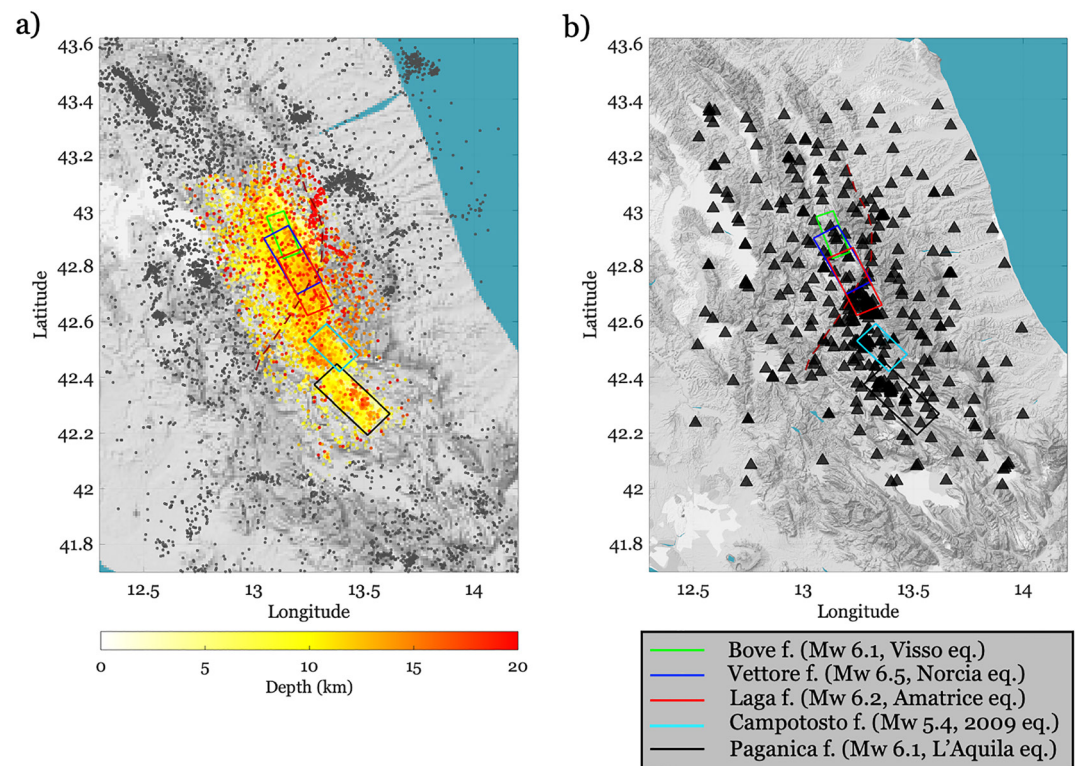 a)
b)
43.6
43.4
43.2
43
42.8
42.6
42.4
42.2
42
41.8
Latitude
12.5
13
13.5
14
Longitude
0
5
10
15
20
Depth (km)
43.6
43.4
43.2
43
42.8
42.6
42.4
42.2
42
41.8
Latitude
12.5
13
13.5
14
Longitude
Bove f. (Mw 6.1, Visso eq.)
Vettore f. (Mw 6.5, Norcia eq.)
Laga f. (Mw 6.2, Amatrice eq.)
Campotosto f. (Mw 5.4, 2009 eq.)
Paganica f. (Mw 6.1, L'Aquila eq.)